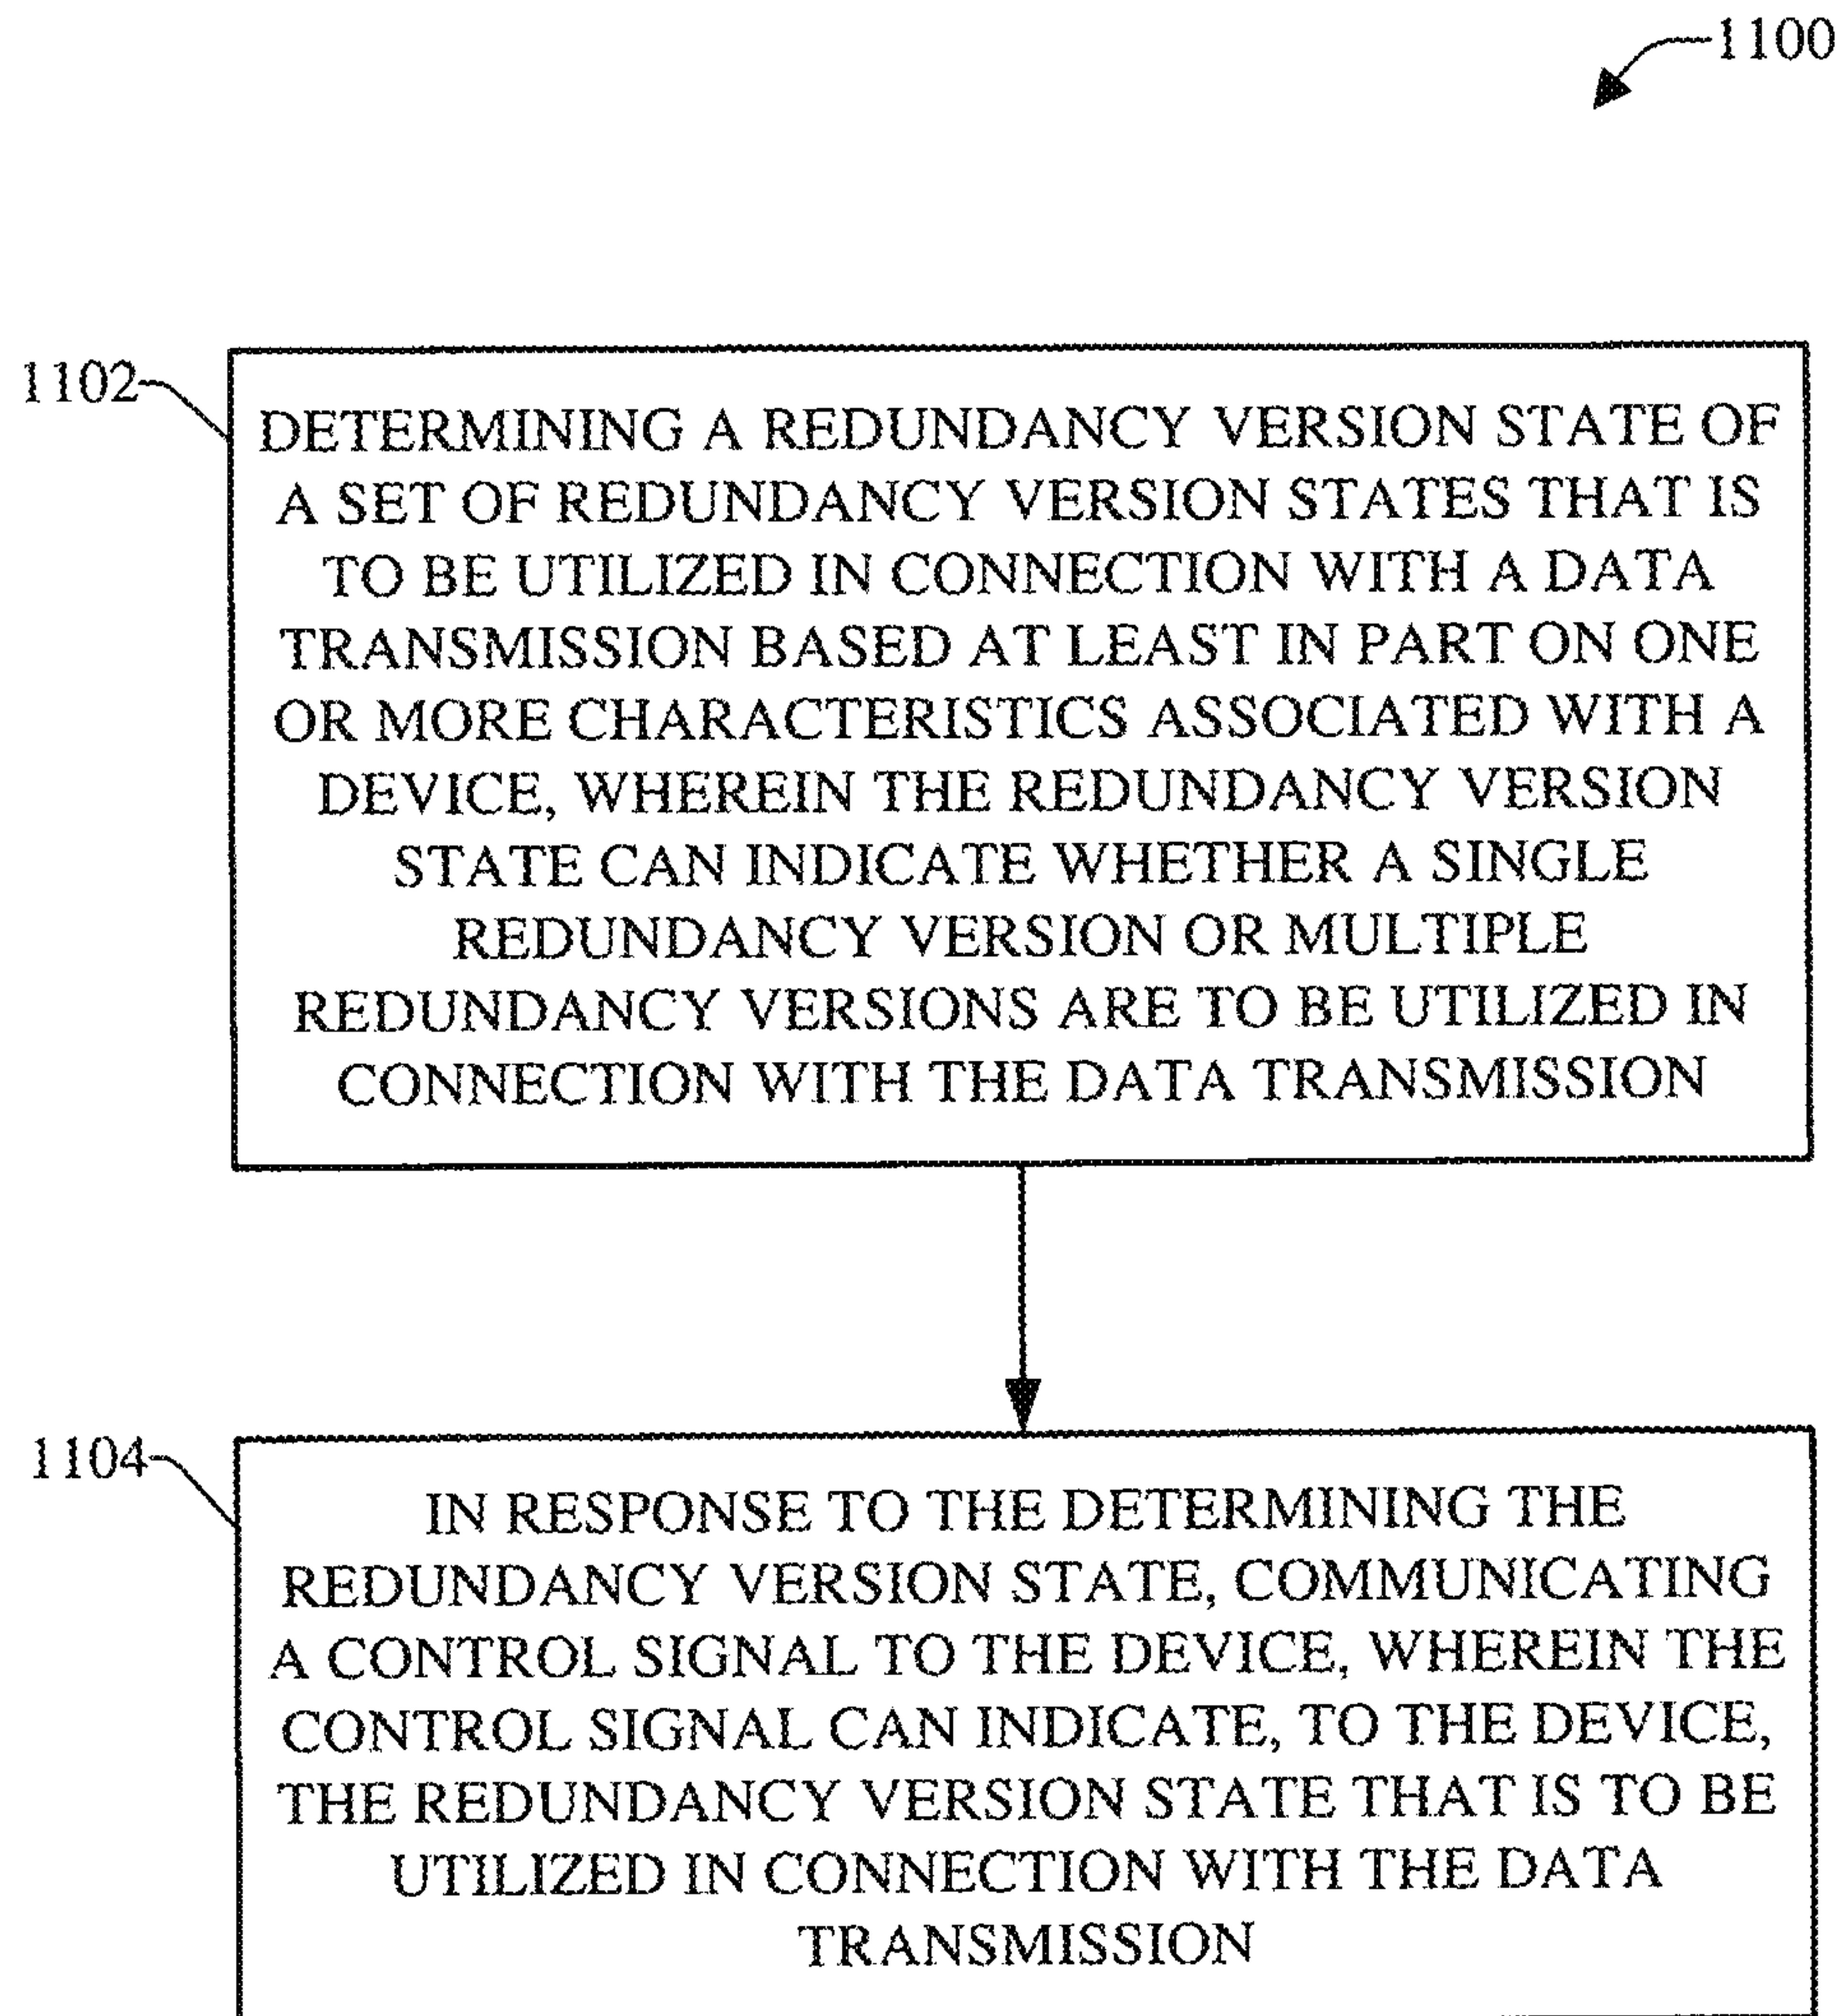 1100
1102
DETERMINING A REDUNDANCY VERSION STATE OF
A SET OF REDUNDANCY VERSION STATES THAT IS
TO BE UTILIZED IN CONNECTION WITH A DATA
TRANSMISSION BASED AT LEAST IN PART ON ONE
OR MORE CHARACTERISTICS ASSOCIATED WITH A
DEVICE, WHEREIN THE REDUNDANCY VERSION
STATE CAN INDICATE WHETHER A SINGLE
REDUNDANCY VERSION OR MULTIPLE
REDUNDANCY VERSIONS ARE TO BE UTILIZED IN
CONNECTION WITH THE DATA TRANSMISSION
1104
IN RESPONSE TO THE DETERMINING THE
REDUNDANCY VERSION STATE, COMMUNICATING
A CONTROL SIGNAL TO THE DEVICE, WHEREIN THE
CONTROL SIGNAL CAN INDICATE, TO THE DEVICE,
THE REDUNDANCY VERSION STATE THAT IS TO BE
UTILIZED IN CONNECTION WITH THE DATA
TRANSMISSION